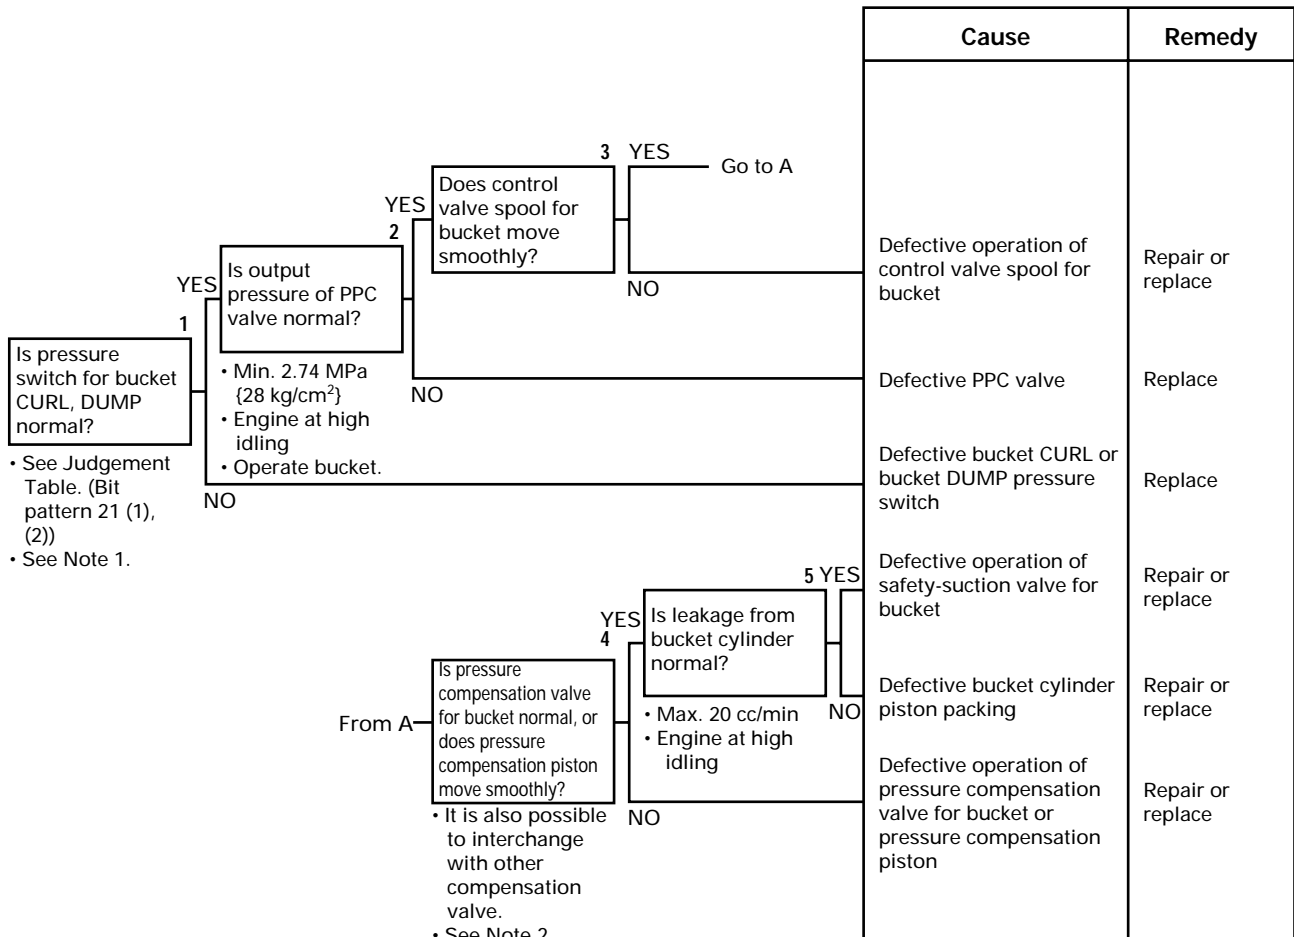 Cause
Remedy
3 YES
Go to A
Does control
valve spool for
bucket move
smoothly?
YES
2
NO
Defective operation of
control valve spool for
bucket
Repair or
replace
Is output
pressure of PPC
valve normal?
YES
1
• Min. 2.74 MPa
{28 kg/cm²}
• Engine at high
idling
• Operate bucket.
NO
Defective PPC valve
Replace
Is pressure
switch for bucket
CURL, DUMP
normal?
• See Judgement
Table. (Bit
pattern 21 (1),
(2))
• See Note 1.
NO
Defective bucket CURL or
bucket DUMP pressure
switch
Replace
5 YES
Defective operation of
safety-suction valve for
bucket
Repair or
replace
YES
4
Is leakage from
bucket cylinder
normal?
• Max. 20 cc/min
• Engine at high
idling
NO
Defective bucket cylinder
piston packing
Repair or
replace
From A
Is pressure
compensation valve
for bucket normal, or
does pressure
compensation piston
move smoothly?
• It is also possible
to interchange
with other
compensation
valve.
• See Note 2
NO
Defective operation of
pressure compensation
valve for bucket or
pressure compensation
piston
Repair or
replace